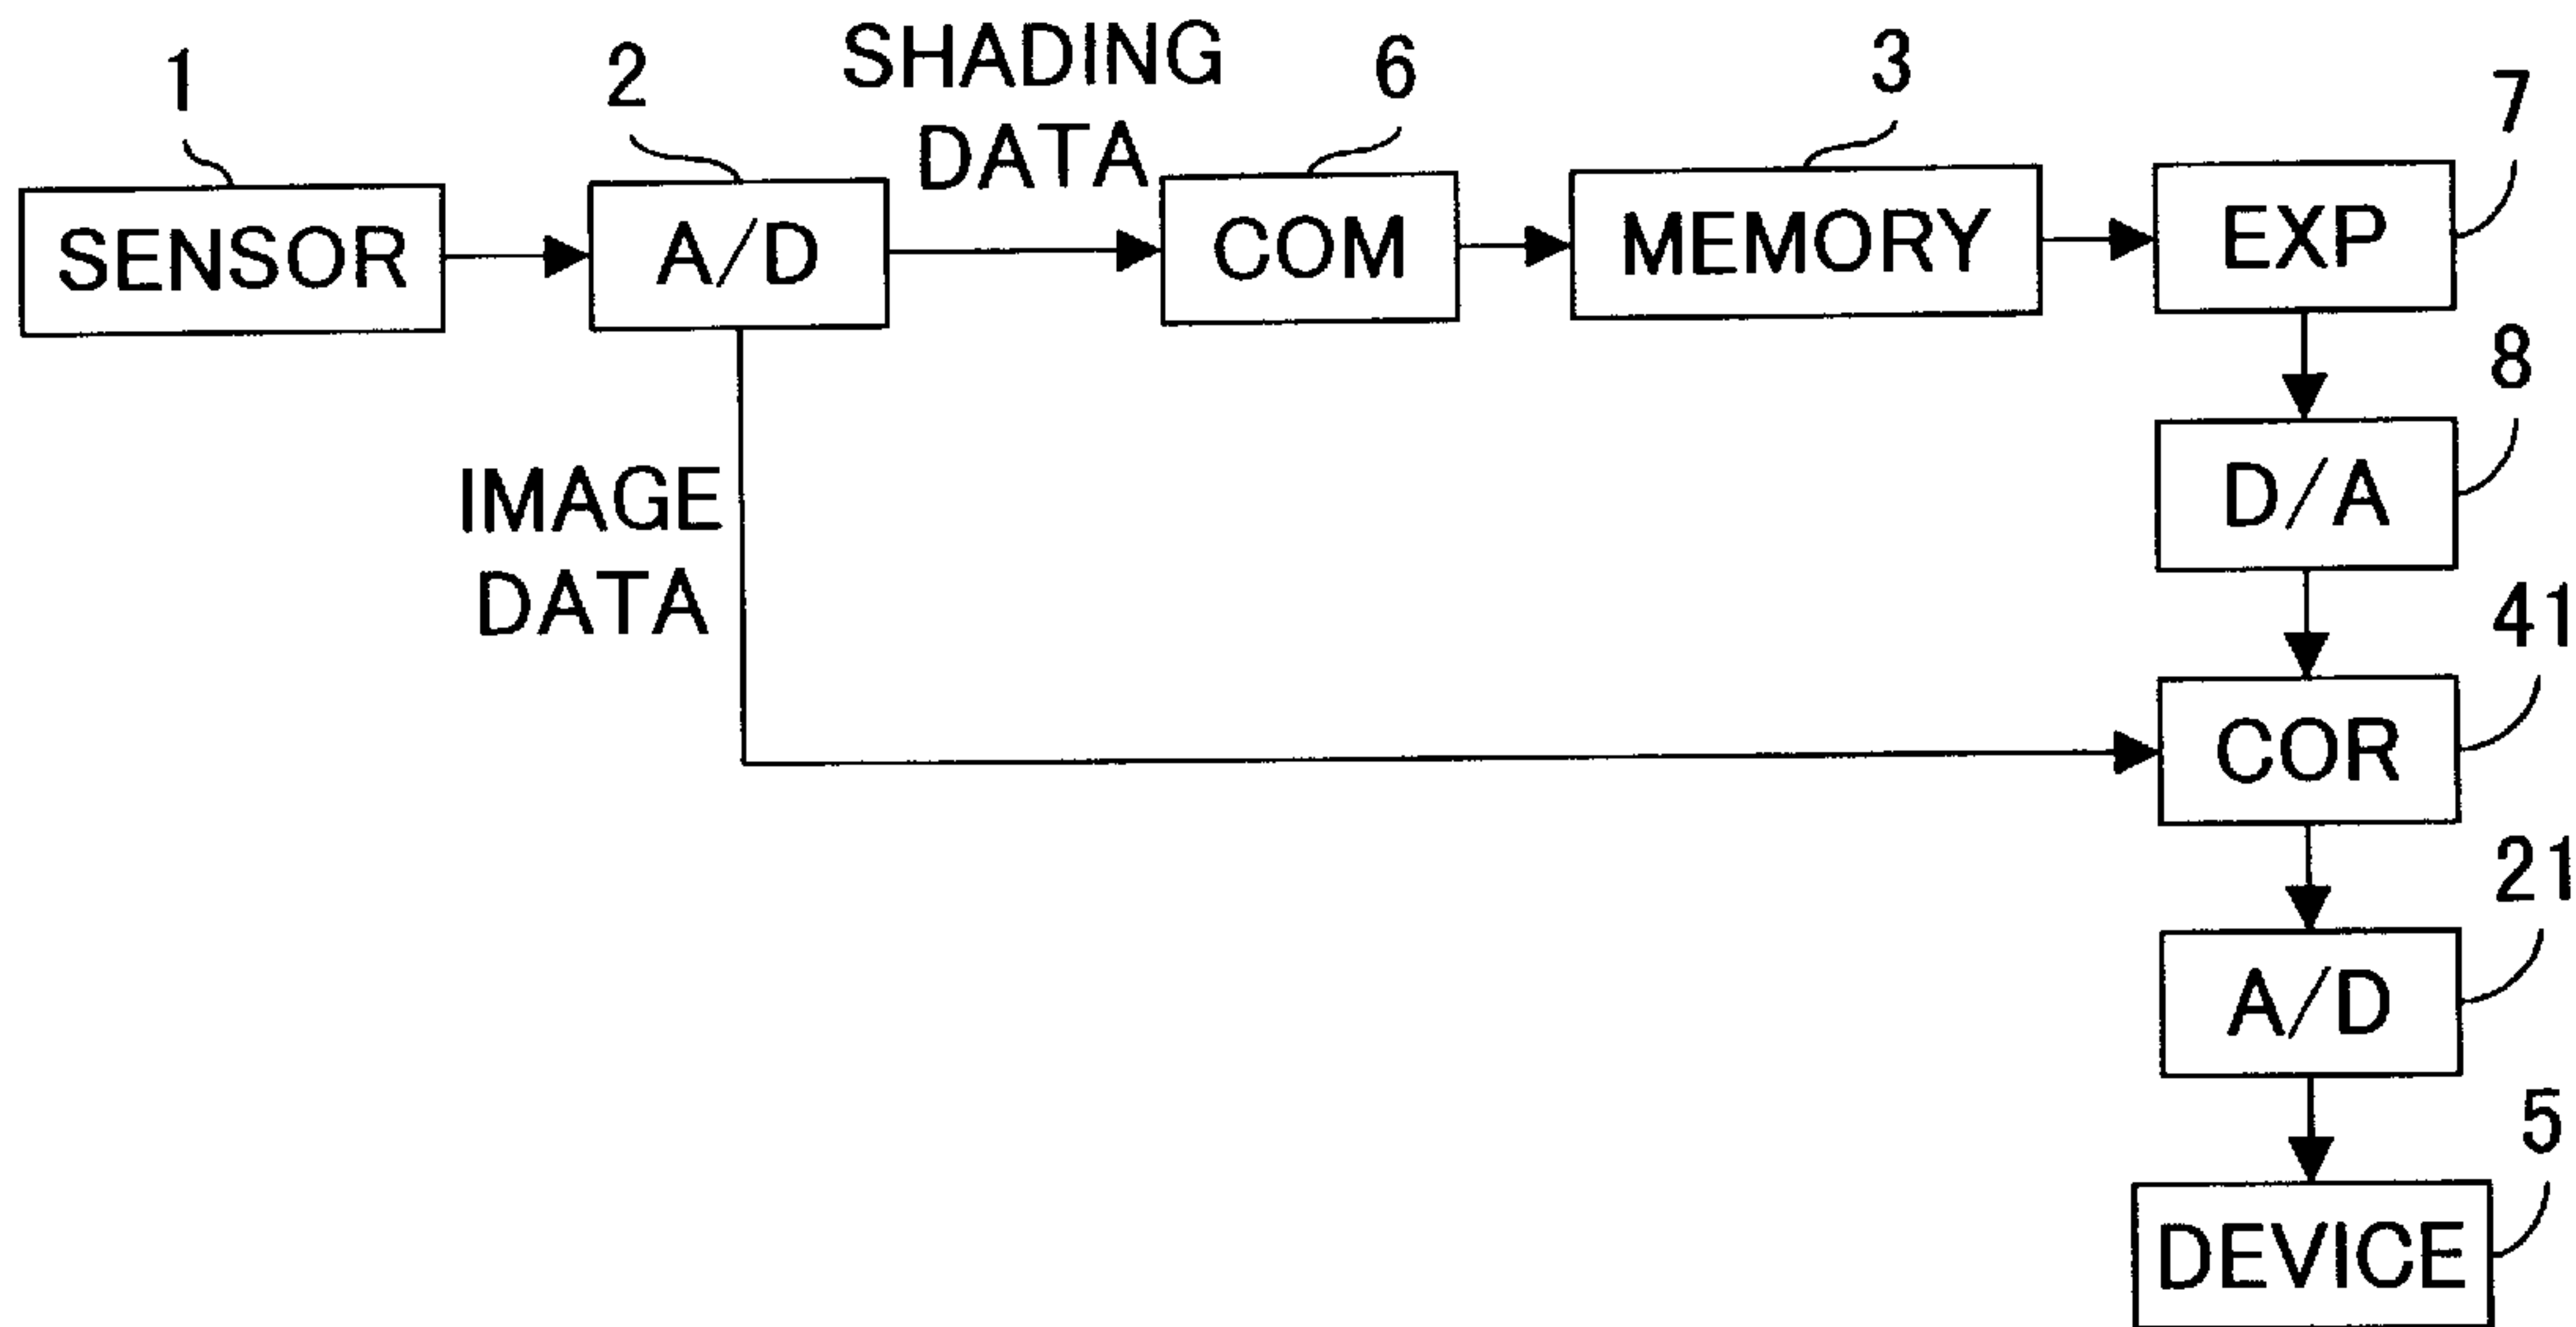 1
2
SHADING
DATA
6
3
7
SENSOR
A/D
COM
MEMORY
EXP
8
D/A
IMAGE
DATA
41
COR
21
A/D
5
DEVICE